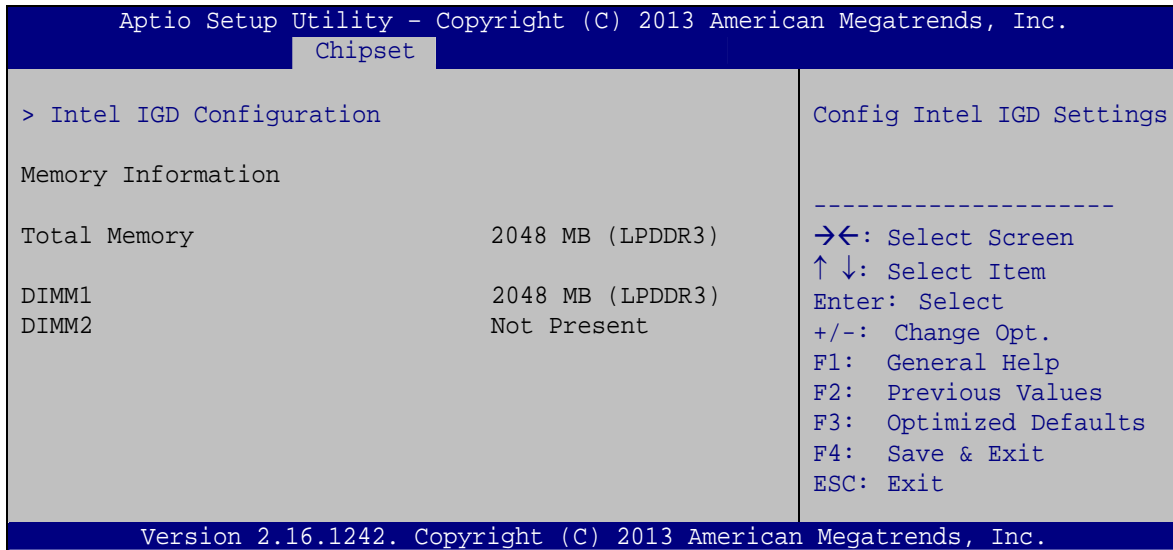 Aptio Setup Utility – Copyright (C) 2013 American Megatrends, Inc.
Chipset
> Intel IGD Configuration
Memory Information
Total Memory 2048 MB (LPDDR3)
DIMM1 2048 MB (LPDDR3)
DIMM2 Not Present
Config Intel IGD Settings
---------------------
→←: Select Screen
↑ ↓: Select Item
Enter: Select
+/-: Change Opt.
F1: General Help
F2: Previous Values
F3: Optimized Defaults
F4: Save & Exit
ESC: Exit
Version 2.16.1242. Copyright (C) 2013 American Megatrends, Inc.